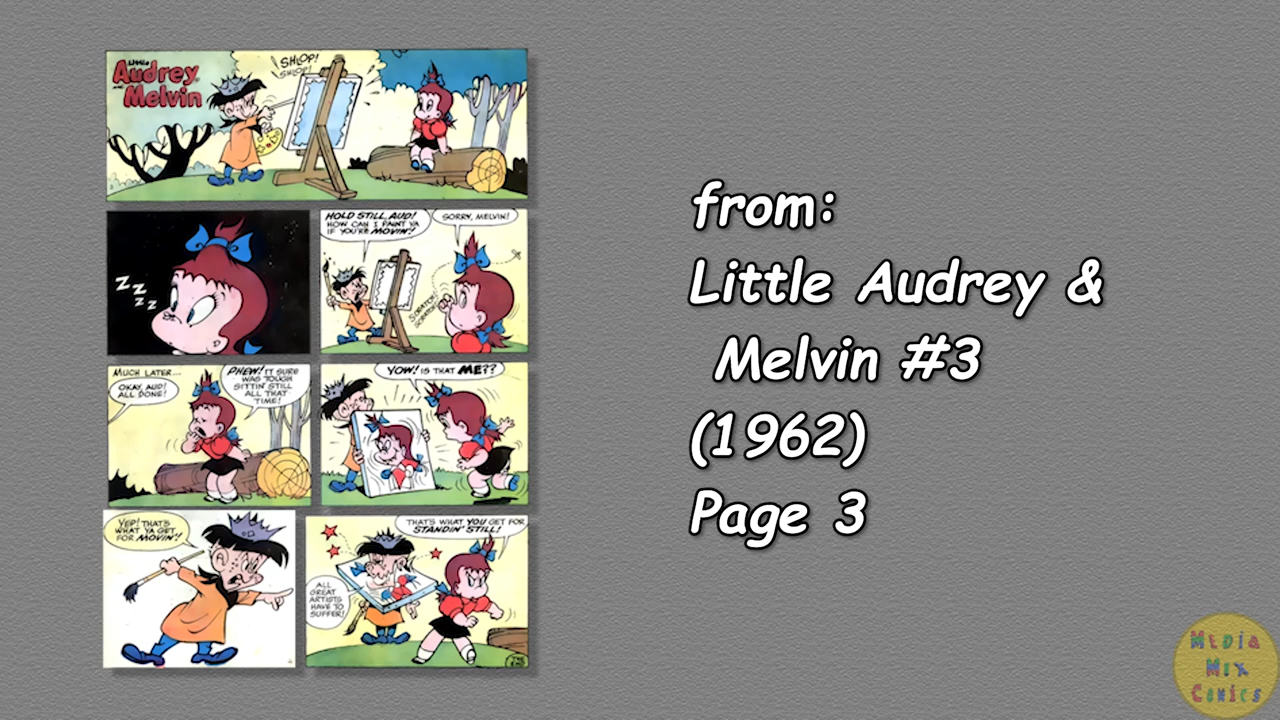 LITTLE
Audrey
AND
Melvin
SHLOP!
SHLOP!
Z Z
Z Z
HOLD STILL, AUD!
HOW CAN I PAINT YA
IF YOU'RE MOVIN'!
SORRY, MELVIN!
SCRATCH
SCRATCH
MUCH LATER...
OKAY, AUD!
ALL DONE!
PHEW! IT SURE
WAS TOUGH
SITTIN' STILL
ALL THAT
TIME!
YOW! IS THAT ME??
YEP! THAT'S
WHAT YA GET
FOR MOVIN'!
THAT'S WHAT YOU GET FOR
STANDIN' STILL!
ALL
GREAT
ARTISTS
HAVE TO
SUFFER!
from:
Little Audrey &
Melvin #3
(1962)
Page 3
MEDIA
MIX
COMICS